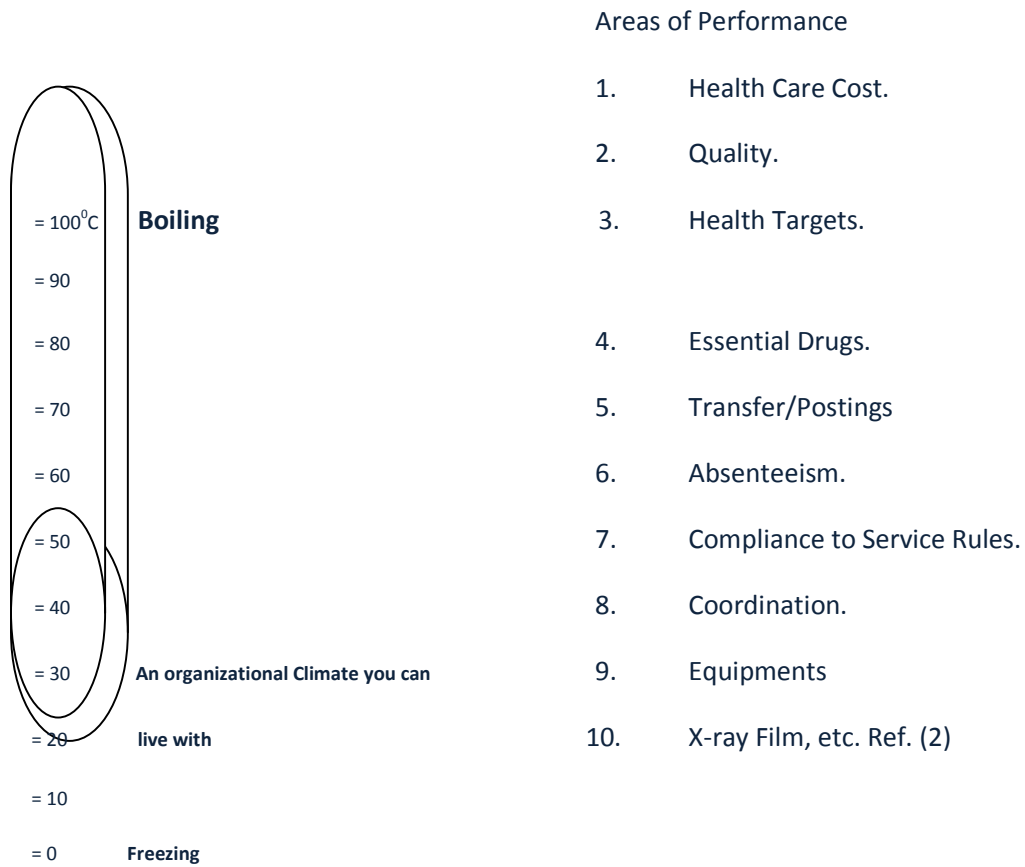 Areas of Performance
1. Health Care Cost.
2. Quality.
= 100⁰C Boiling 3. Health Targets.
= 90
= 80 4. Essential Drugs.
= 70 5. Transfer/Postings
= 60 6. Absenteeism.
= 50 7. Compliance to Service Rules.
= 40 8. Coordination.
= 30 An organizational Climate you can 9. Equipments
= 20 live with 10. X-ray Film, etc. Ref. (2)
= 10
= 0 Freezing